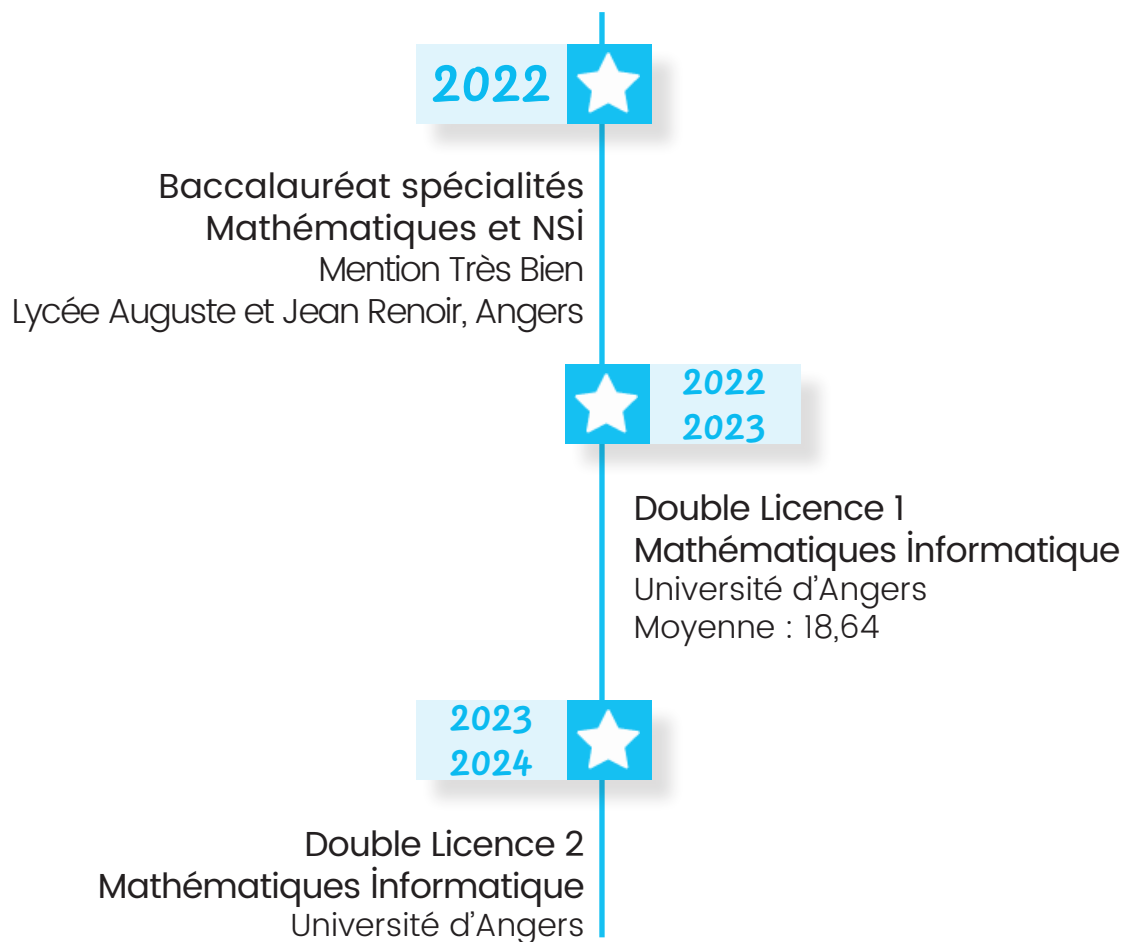 2022
Baccalauréat spécialités
Mathématiques et NSİ
Mention Très Bien
Lycée Auguste et Jean Renoir, Angers
2022
2023
Double Licence 1
Mathématiques İnformatique
Université d’Angers
Moyenne : 18,64
2023
2024
Double Licence 2
Mathématiques İnformatique
Université d’Angers